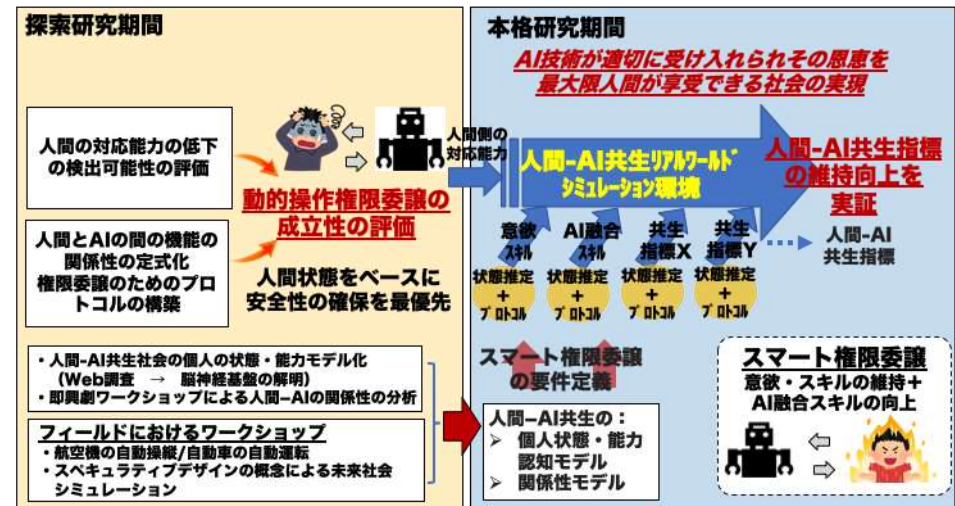 探索研究期間
人間の対応能力の低下
の検出可能性の評価
人間とAIの間の機能の
関係性の定式化
権限委譲のためのプロ
トコルの構築
動的操作権限委譲の
成立性の評価
人間状態をベースに
安全性の確保を最優先
・人間-AI共生社会の個人の状態・能力モデル化
（Web調査 → 脳神経基盤の解明）
・即興劇ワークショップによる人間-AIの関係性の分析
フィールドにおけるワークショップ
・航空機の自動操縦/自動車の自動運転
・スペキュラティブデザインの概念による未来社会
シミュレーション
本格研究期間
AI技術が適切に受け入れられその恩恵を
最大限人間が享受できる社会の実現
人間側の
対応能力
人間-AI共生ﾘｱﾙﾜｰﾙﾄﾞ
ｼﾐｭﾚｰｼｮﾝ環境
人間-AI共生指標
の維持向上を
実証
意欲
ｽｷﾙ
AI融合
ｽｷﾙ
共生
指標X
共生
指標Y
人間-AI
共生指標
状態推定
+
ﾌﾟﾛﾄｺﾙ
状態推定
+
ﾌﾟﾛﾄｺﾙ
状態推定
+
ﾌﾟﾛﾄｺﾙ
状態推定
+
ﾌﾟﾛﾄｺﾙ
スマート権限委譲
の要件定義
人間-AI共生の：
➢ 個人状態・能力
認知モデル
➢ 関係性モデル
スマート権限委譲
意欲・スキルの維持+
AI融合スキルの向上